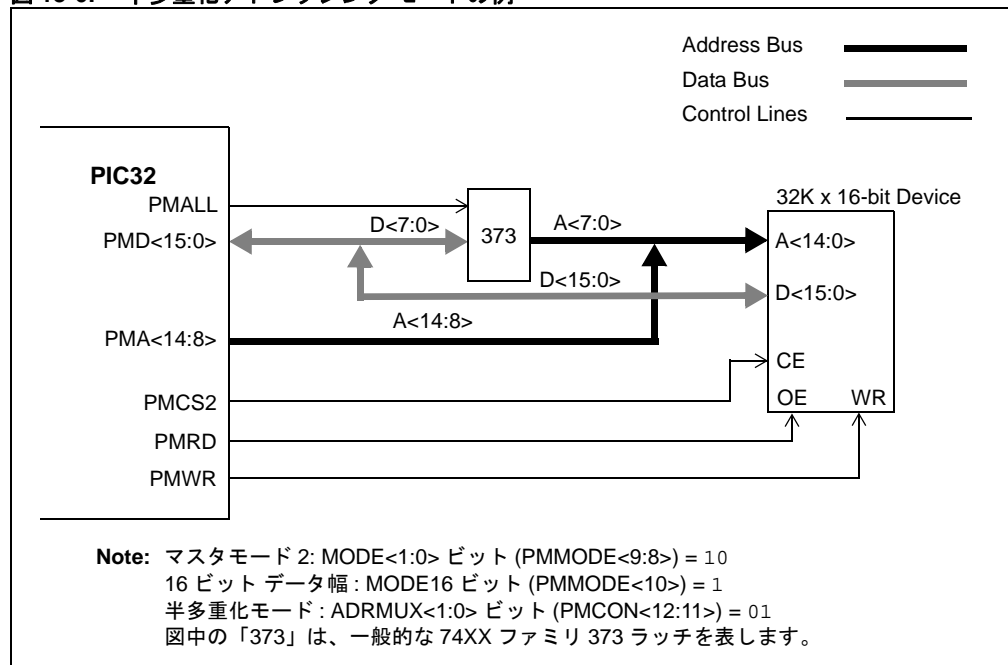 Address Bus
Data Bus
Control Lines
PIC32
PMALL
PMD<15:0>
D<7:0>
373
A<7:0>
32K x 16-bit Device
A<14:0>
D<15:0>
D<15:0>
A<14:8>
PMA<14:8>
CE
PMCS2
OE WR
PMRD
PMWR
Note: マスタモード 2: MODE<1:0> ビット (PMMODE<9:8>) = 10
16 ビット データ幅 : MODE16 ビット (PMMODE<10>) = 1
半多重化モード : ADRMUX<1:0> ビット (PMCON<12:11>) = 01
図中の「373」は、一般的な 74XX ファミリ 373 ラッチを表します。